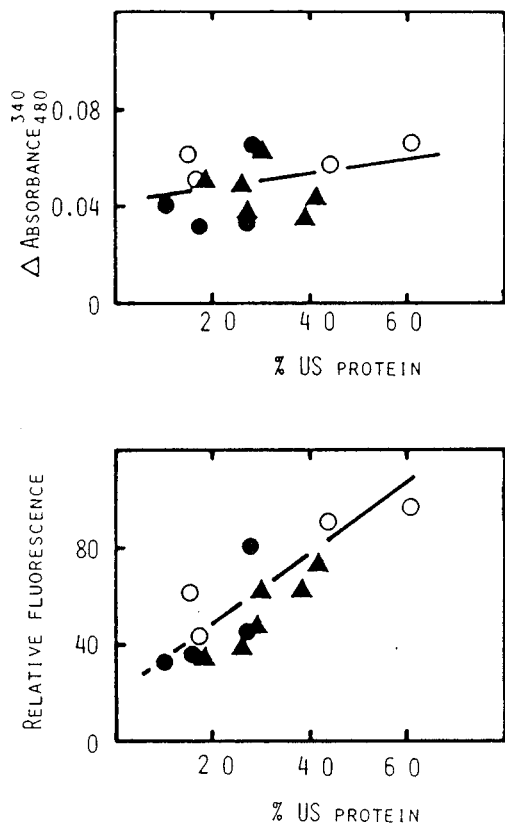 Δ ABSORBANCE 340 480
0.08
0.04
0
20 40 60
% US PROTEIN
RELATIVE FLUORESCENCE
80
40
0
20 40 60
% US PROTEIN